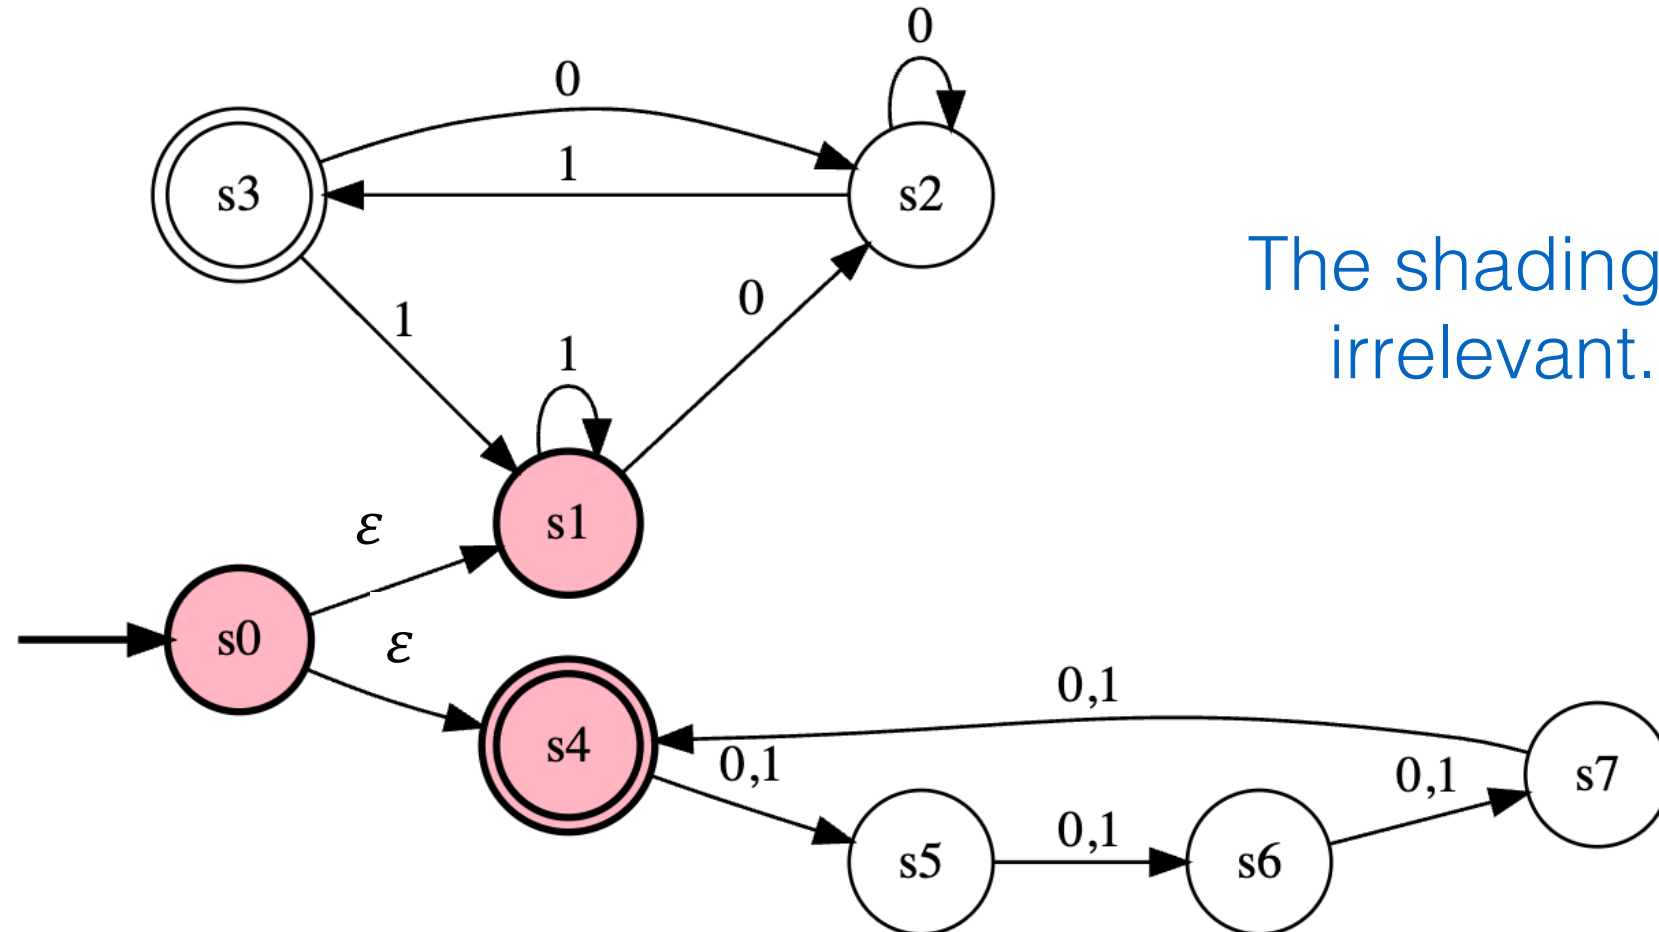 0
0
s3
1
s2
The shading
irrelevant.
1
0
1
ε
s1
s0
ε
0,1
s4
0,1
0,1
s7
0,1
s5
s6